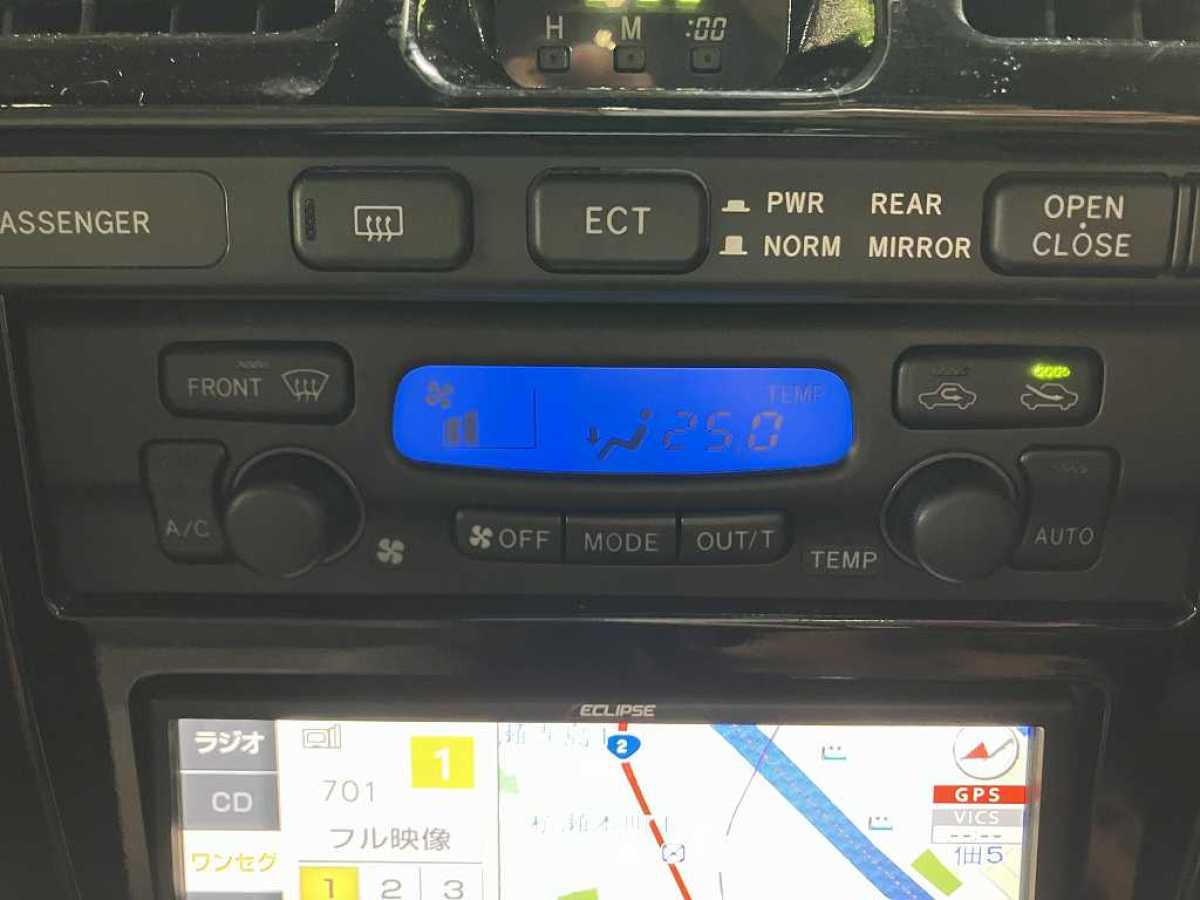 H M :00
ASSENGER
ECT
PWR
NORM
REAR
MIRROR
OPEN
CLOSE
FRONT
TEMP
25.0
A/C
OFF
MODE
OUT/T
TEMP
AUTO
ECLIPSE
ラジオ
CD
ワンセグ
1
701
フル映像
1 2 3
2
GPS
VICS
--:--
佃5